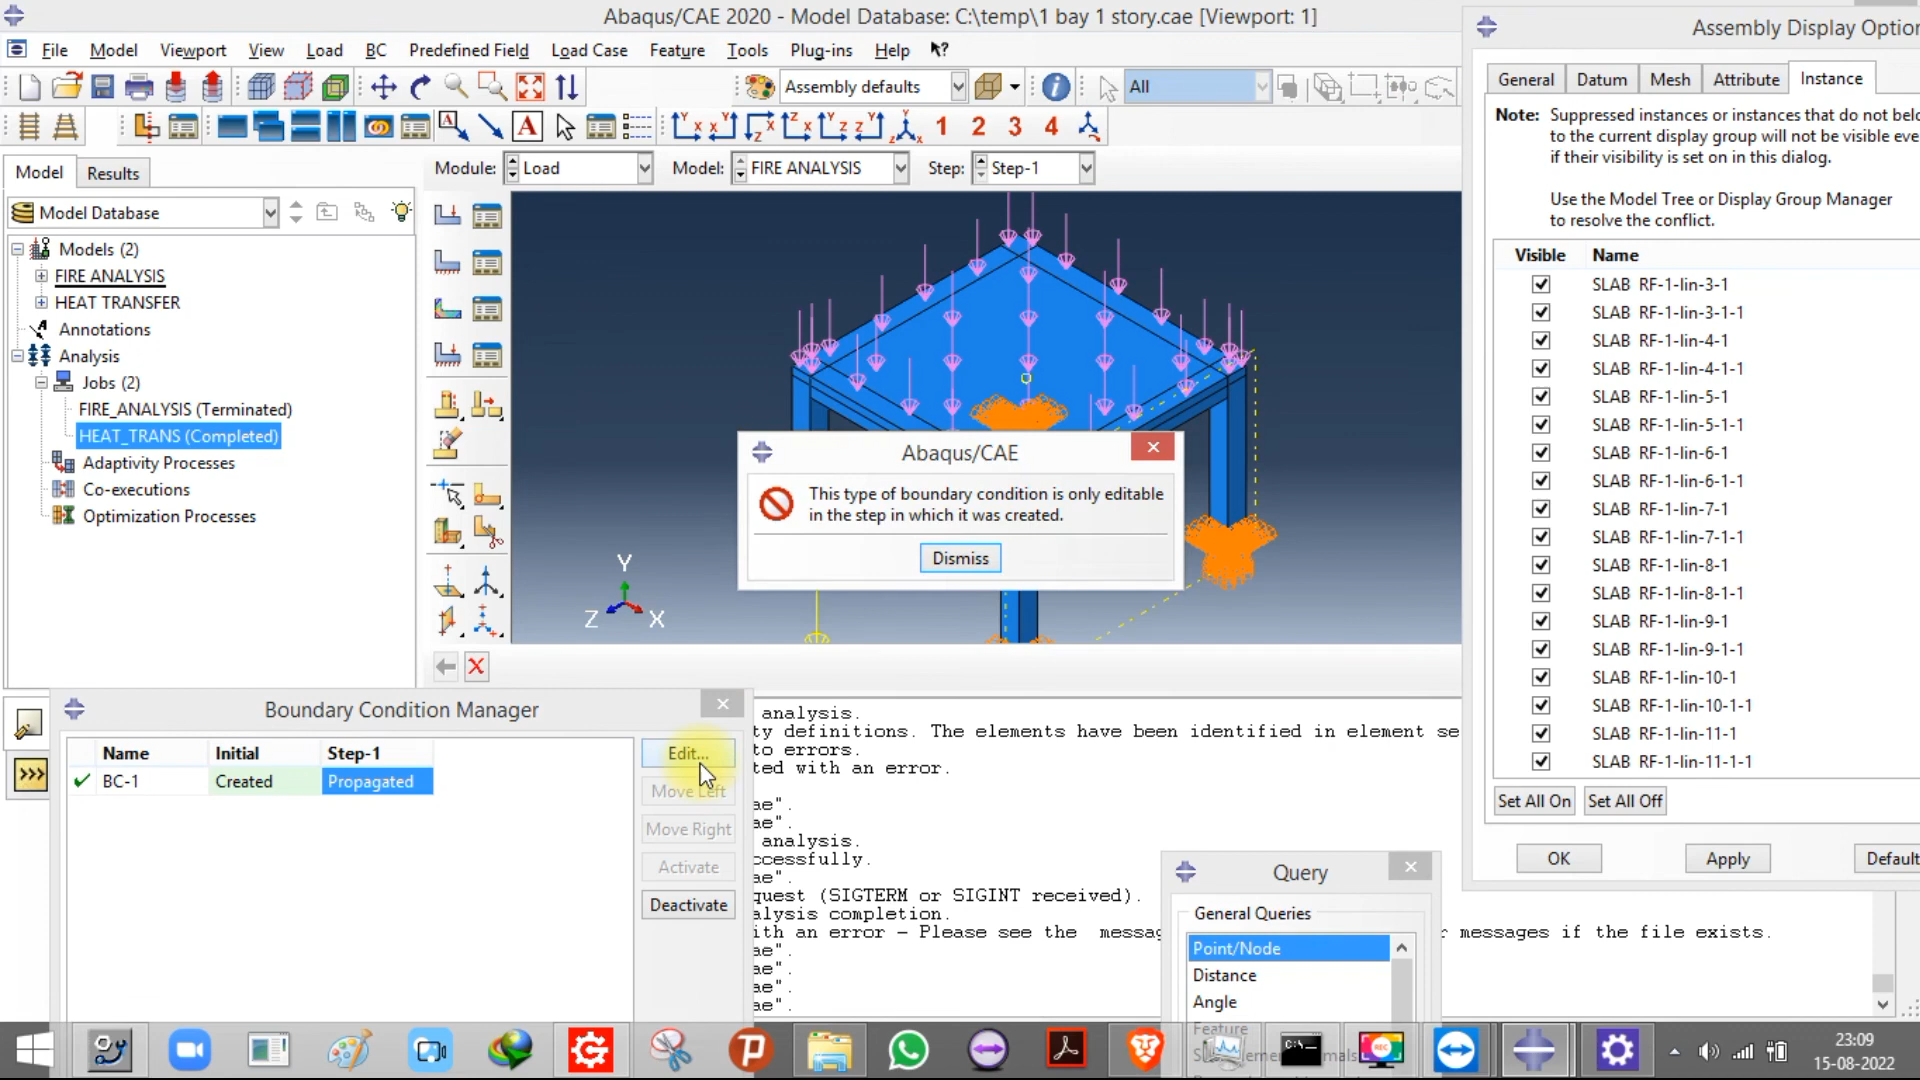 Abaqus/CAE 2020 - Model Database: C:\temp\1 bay 1 story.cae [Viewport: 1]
File Model Viewport View Load BC Predefined Field Load Case Feature Tools Plug-ins Help
Assembly defaults
All
1 2 3 4
Model Results
Module: Load Model: FIRE ANALYSIS Step: Step-1
Model Database
Models (2)
FIRE ANALYSIS
HEAT TRANSFER
Annotations
Analysis
Jobs (2)
FIRE_ANALYSIS (Terminated)
HEAT_TRANS (Completed)
Adaptivity Processes
Co-executions
Optimization Processes
Y
Z
X
Abaqus/CAE
This type of boundary condition is only editable
in the step in which it was created.
Dismiss
Assembly Display Option
General Datum Mesh Attribute Instance
Note: Suppressed instances or instances that do not belo
to the current display group will not be visible eve
if their visibility is set on in this dialog.
Use the Model Tree or Display Group Manager
to resolve the conflict.
Visible Name
SLAB RF-1-lin-3-1
SLAB RF-1-lin-3-1-1
SLAB RF-1-lin-4-1
SLAB RF-1-lin-4-1-1
SLAB RF-1-lin-5-1
SLAB RF-1-lin-5-1-1
SLAB RF-1-lin-6-1
SLAB RF-1-lin-6-1-1
SLAB RF-1-lin-7-1
SLAB RF-1-lin-7-1-1
SLAB RF-1-lin-8-1
SLAB RF-1-lin-8-1-1
SLAB RF-1-lin-9-1
SLAB RF-1-lin-9-1-1
SLAB RF-1-lin-10-1
SLAB RF-1-lin-10-1-1
SLAB RF-1-lin-11-1
SLAB RF-1-lin-11-1-1
Set All On Set All Off
OK Apply Default
Boundary Condition Manager
Name Initial Step-1
BC-1 Created Propagated
Edit...
Move Left
Move Right
Activate
Deactivate
analysis.
ty definitions. The elements have been identified in element se
to errors.
ted with an error.
ae".
ae".
analysis.
ccessfully.
ae".
quest (SIGTERM or SIGINT received).
alysis completion.
ith an error - Please see the messag
r messages if the file exists.
ae".
ae".
ae".
ae".
Query
General Queries
Point/Node
Distance
Angle
Feature
23:09
15-08-2022